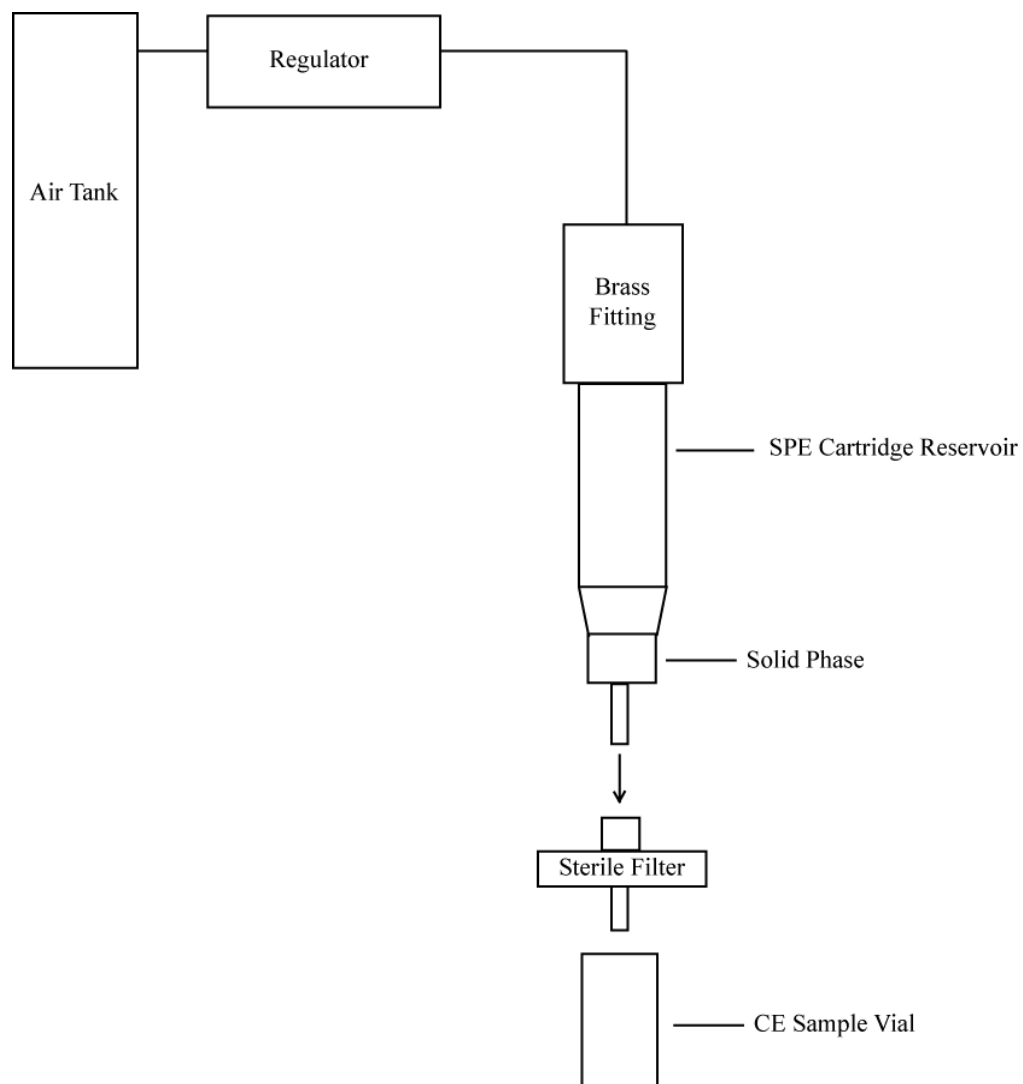 Regulator
Air Tank
Brass
Fitting
SPE Cartridge Reservoir
Solid Phase
Sterile Filter
CE Sample Vial